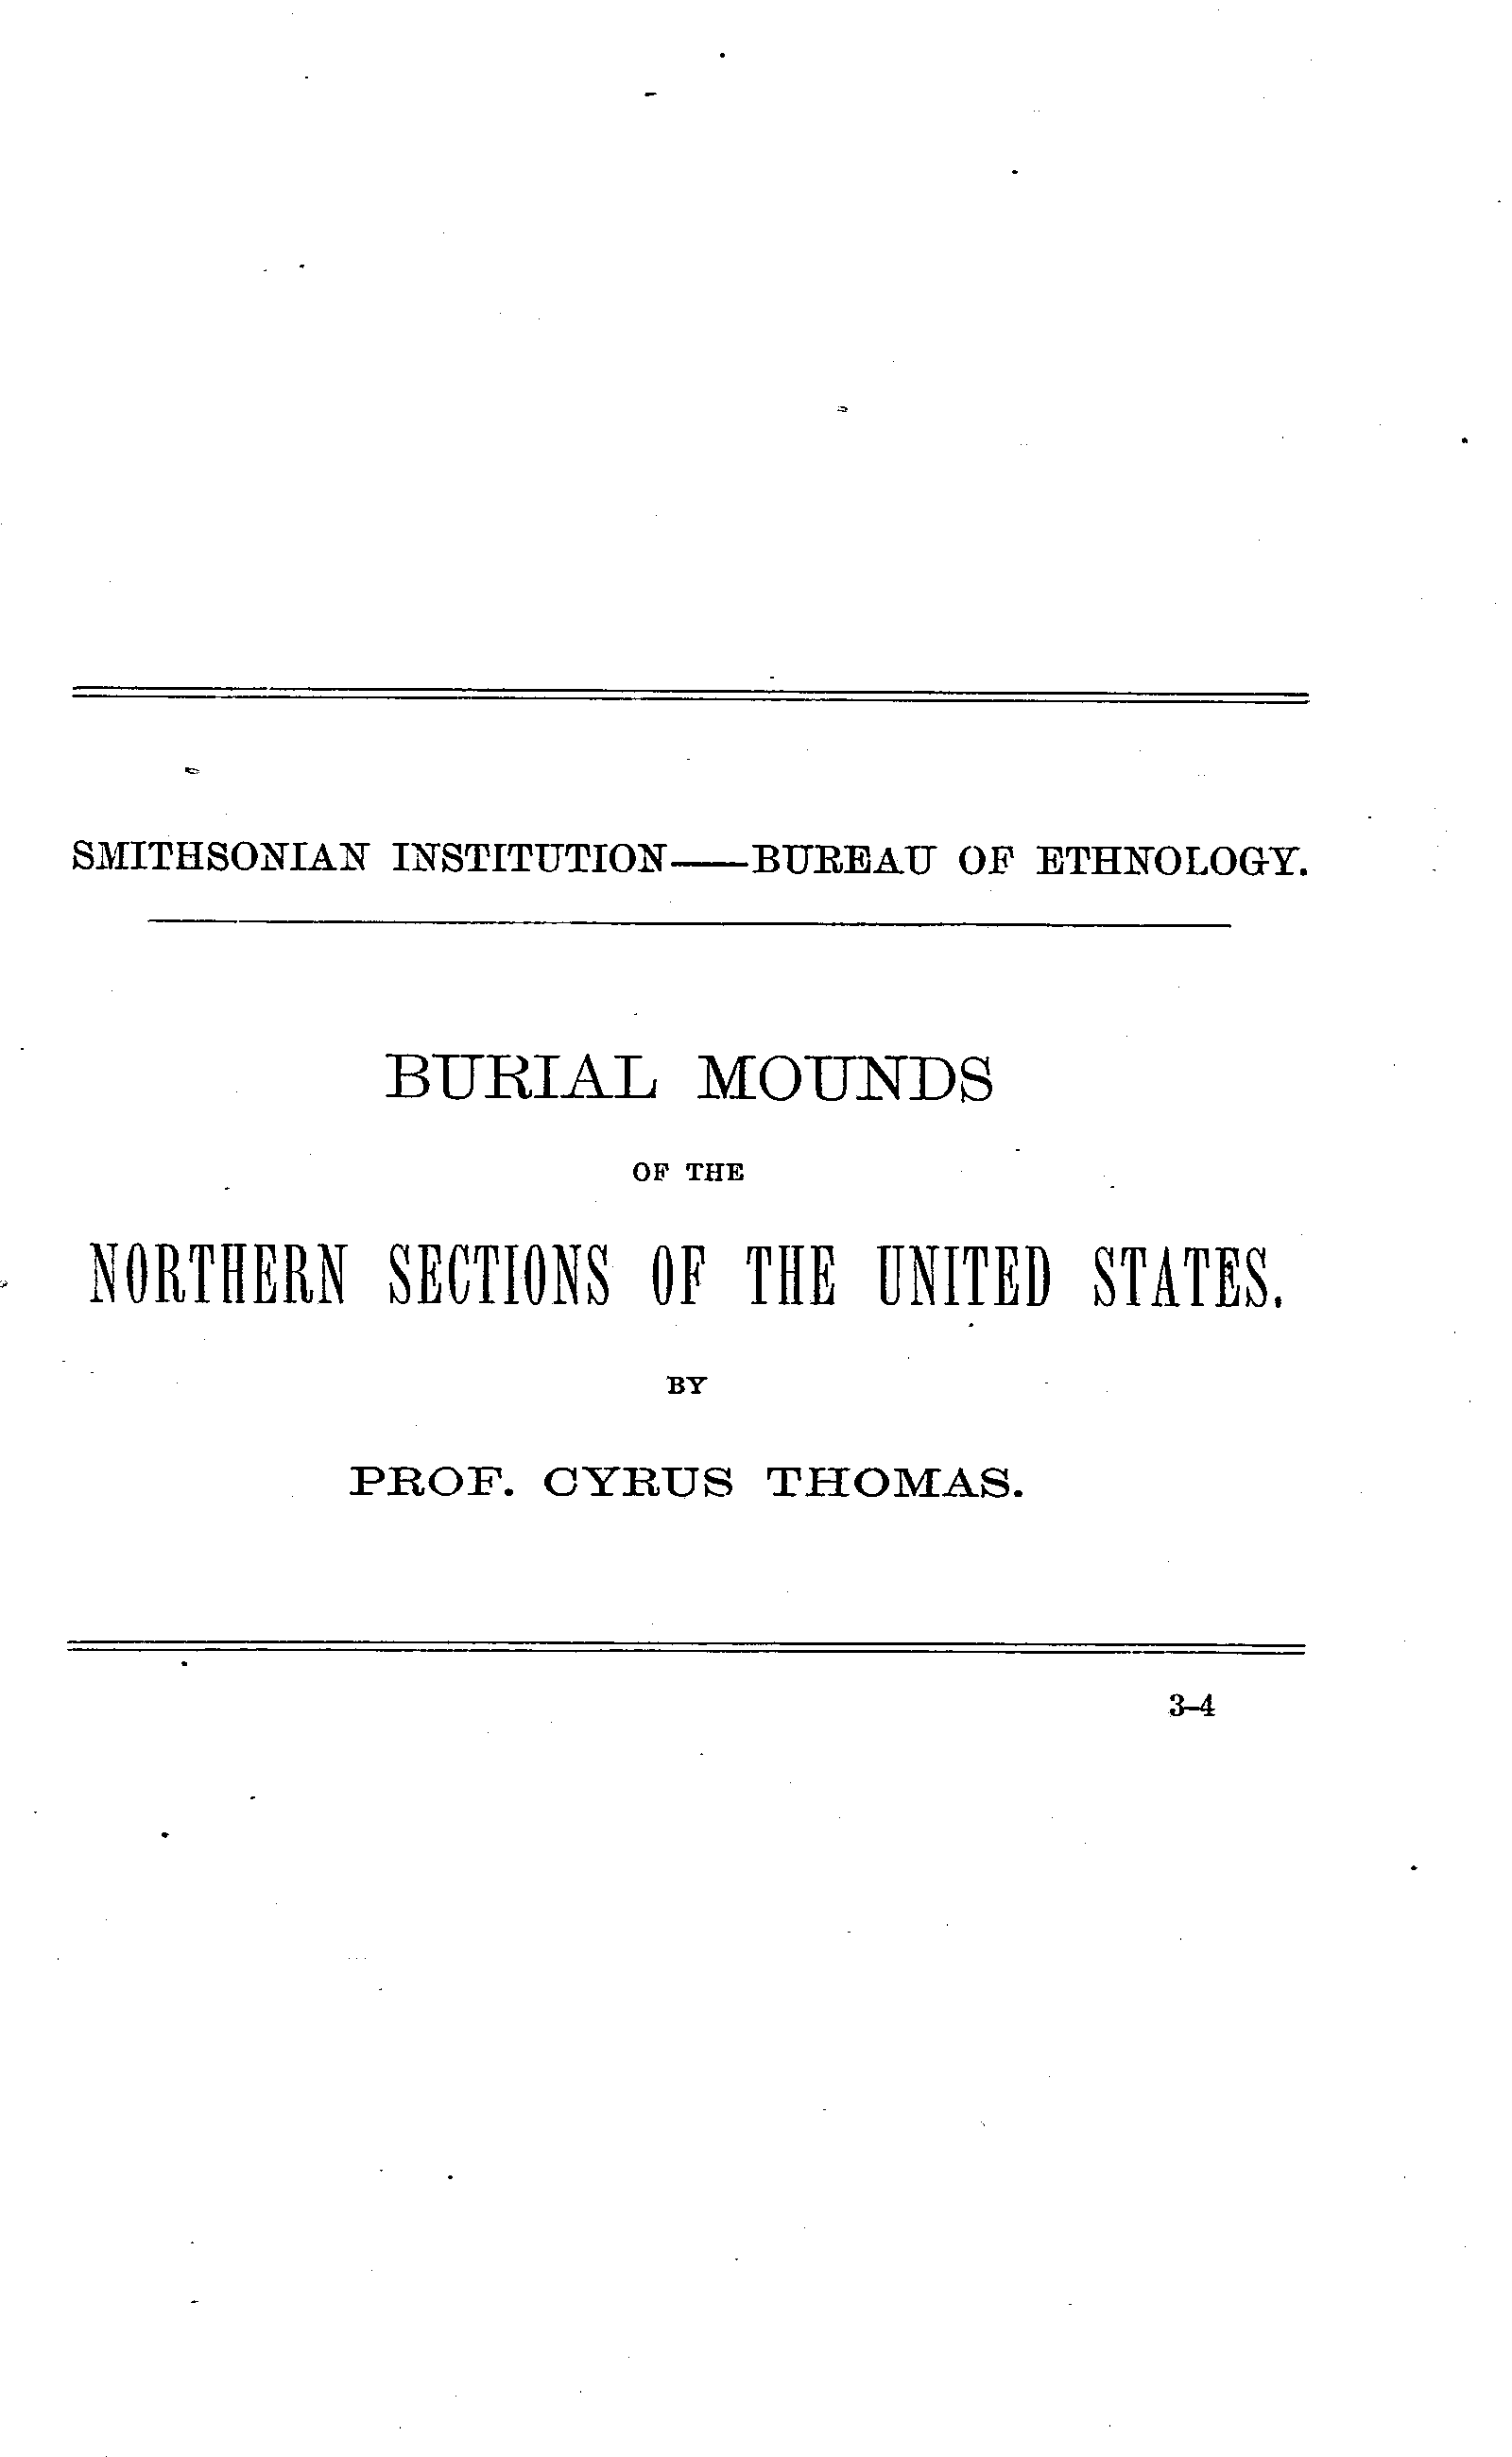 SMITHSONIAN INSTITUTION——BUREAU OF ETHNOLOGY.
BURIAL MOUNDS
OF THE
NORTHERN SECTIONS OF THE UNITED STATES.
BY
PROF. CYRUS THOMAS.
3–4